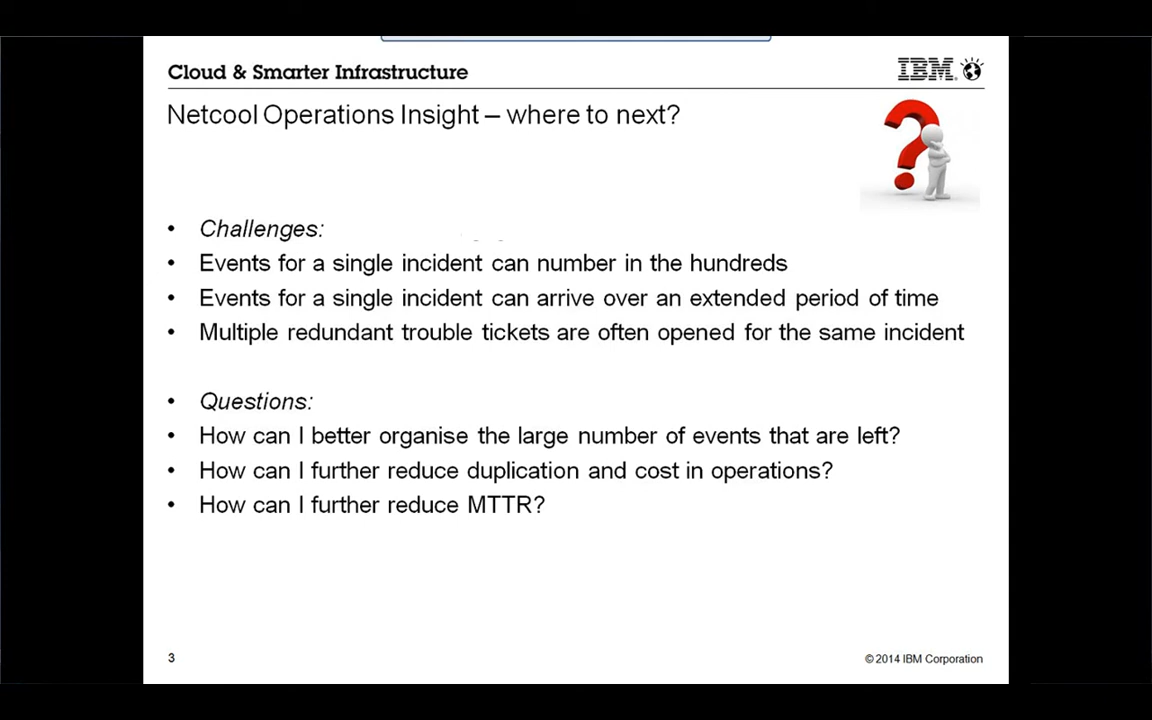 Cloud & Smarter Infrastructure
IBM®
Netcool Operations Insight – where to next?
• Challenges:
• Events for a single incident can number in the hundreds
• Events for a single incident can arrive over an extended period of time
• Multiple redundant trouble tickets are often opened for the same incident
• Questions:
• How can I better organise the large number of events that are left?
• How can I further reduce duplication and cost in operations?
• How can I further reduce MTTR?
3
© 2014 IBM Corporation